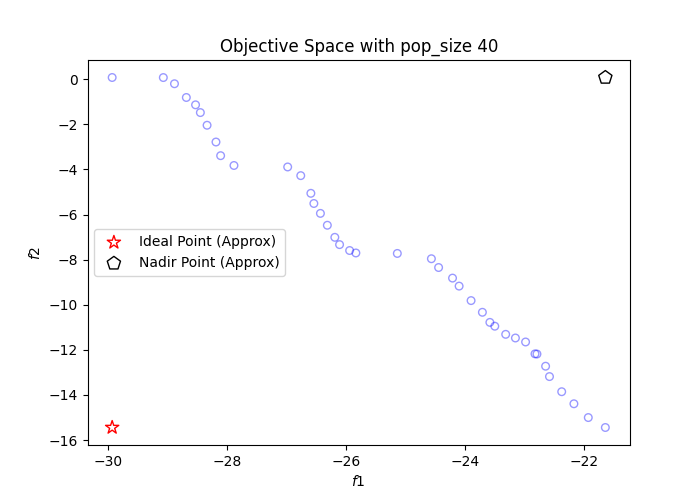 Objective Space with pop_size 40
0
−2
−4
−6
−8
−10
−12
−14
−16
f2
Ideal Point (Approx)
Nadir Point (Approx)
−30
−28
−26
−24
−22
f1